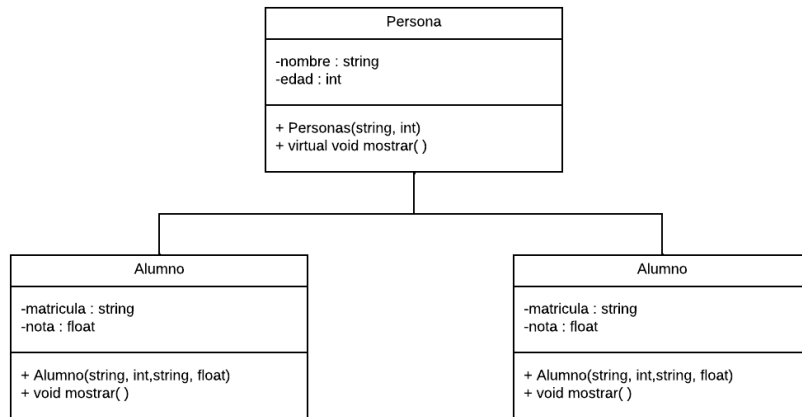 Persona
-nombre : string
-edad : int
+ Personas(string, int)
+ virtual void mostrar( )
Alumno
-matricula : string
-nota : float
+ Alumno(string, int,string, float)
+ void mostrar( )
Alumno
-matricula : string
-nota : float
+ Alumno(string, int,string, float)
+ void mostrar( )